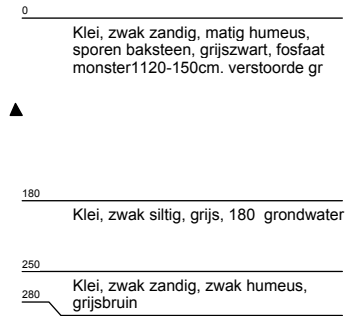 0
Klei, zwak zandig, matig humeus,
sporen baksteen, grijszwart, fosfaat
monster1120-150cm. verstoorde gr
180
Klei, zwak siltig, grijs, 180 grondwater
250
Klei, zwak zandig, zwak humeus,
280
grijsbruin